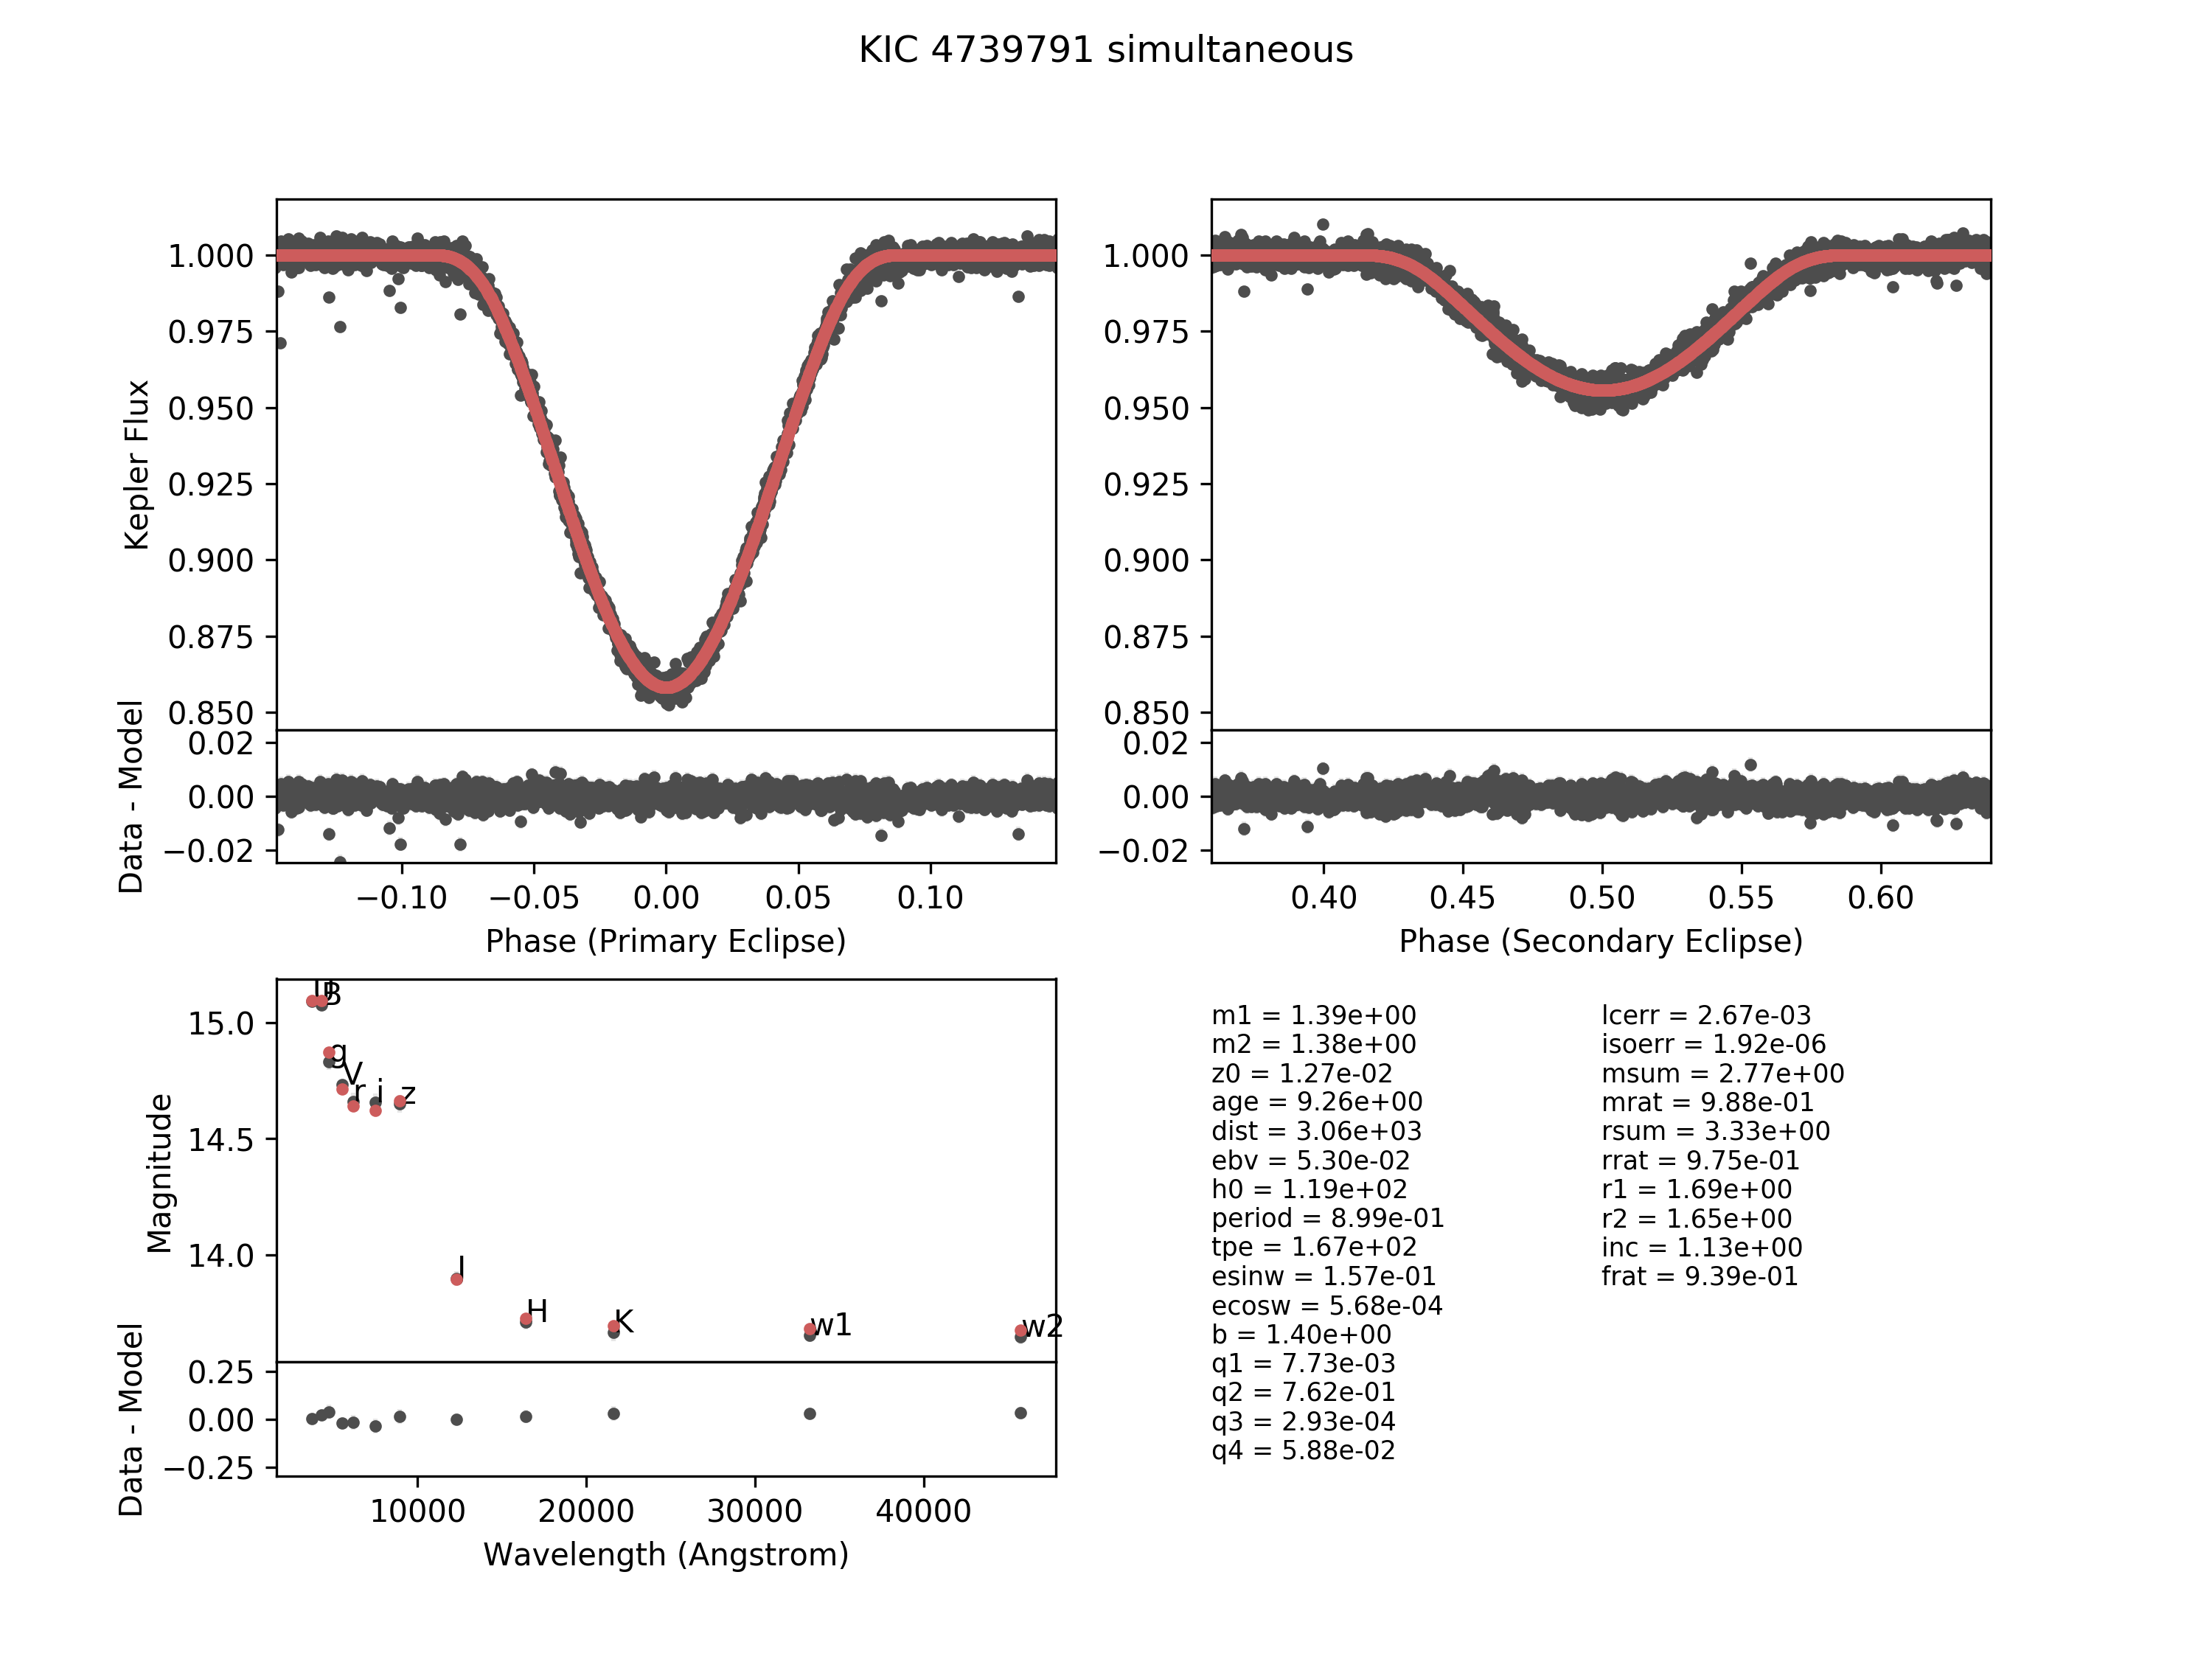 KIC 4739791 simultaneous
Kepler Flux
1.000
0.975
0.950
0.925
0.900
0.875
0.850
1.000
0.975
0.950
0.925
0.900
0.875
0.850
Data - Model
0.02
0.00
−0.02
0.02
0.00
−0.02
−0.10 −0.05 0.00 0.05 0.10
0.40 0.45 0.50 0.55 0.60
Phase (Primary Eclipse)
Phase (Secondary Eclipse)
Magnitude
15.0
14.5
14.0
U B
g
V
r i z
J
H
K
w1
w2
Data - Model
0.25
0.00
−0.25
10000 20000 30000 40000
Wavelength (Angstrom)
m1 = 1.39e+00
m2 = 1.38e+00
z0 = 1.27e-02
age = 9.26e+00
dist = 3.06e+03
ebv = 5.30e-02
h0 = 1.19e+02
period = 8.99e-01
tpe = 1.67e+02
esinw = 1.57e-01
ecosw = 5.68e-04
b = 1.40e+00
q1 = 7.73e-03
q2 = 7.62e-01
q3 = 2.93e-04
q4 = 5.88e-02
lcerr = 2.67e-03
isoerr = 1.92e-06
msum = 2.77e+00
mrat = 9.88e-01
rsum = 3.33e+00
rrat = 9.75e-01
r1 = 1.69e+00
r2 = 1.65e+00
inc = 1.13e+00
frat = 9.39e-01